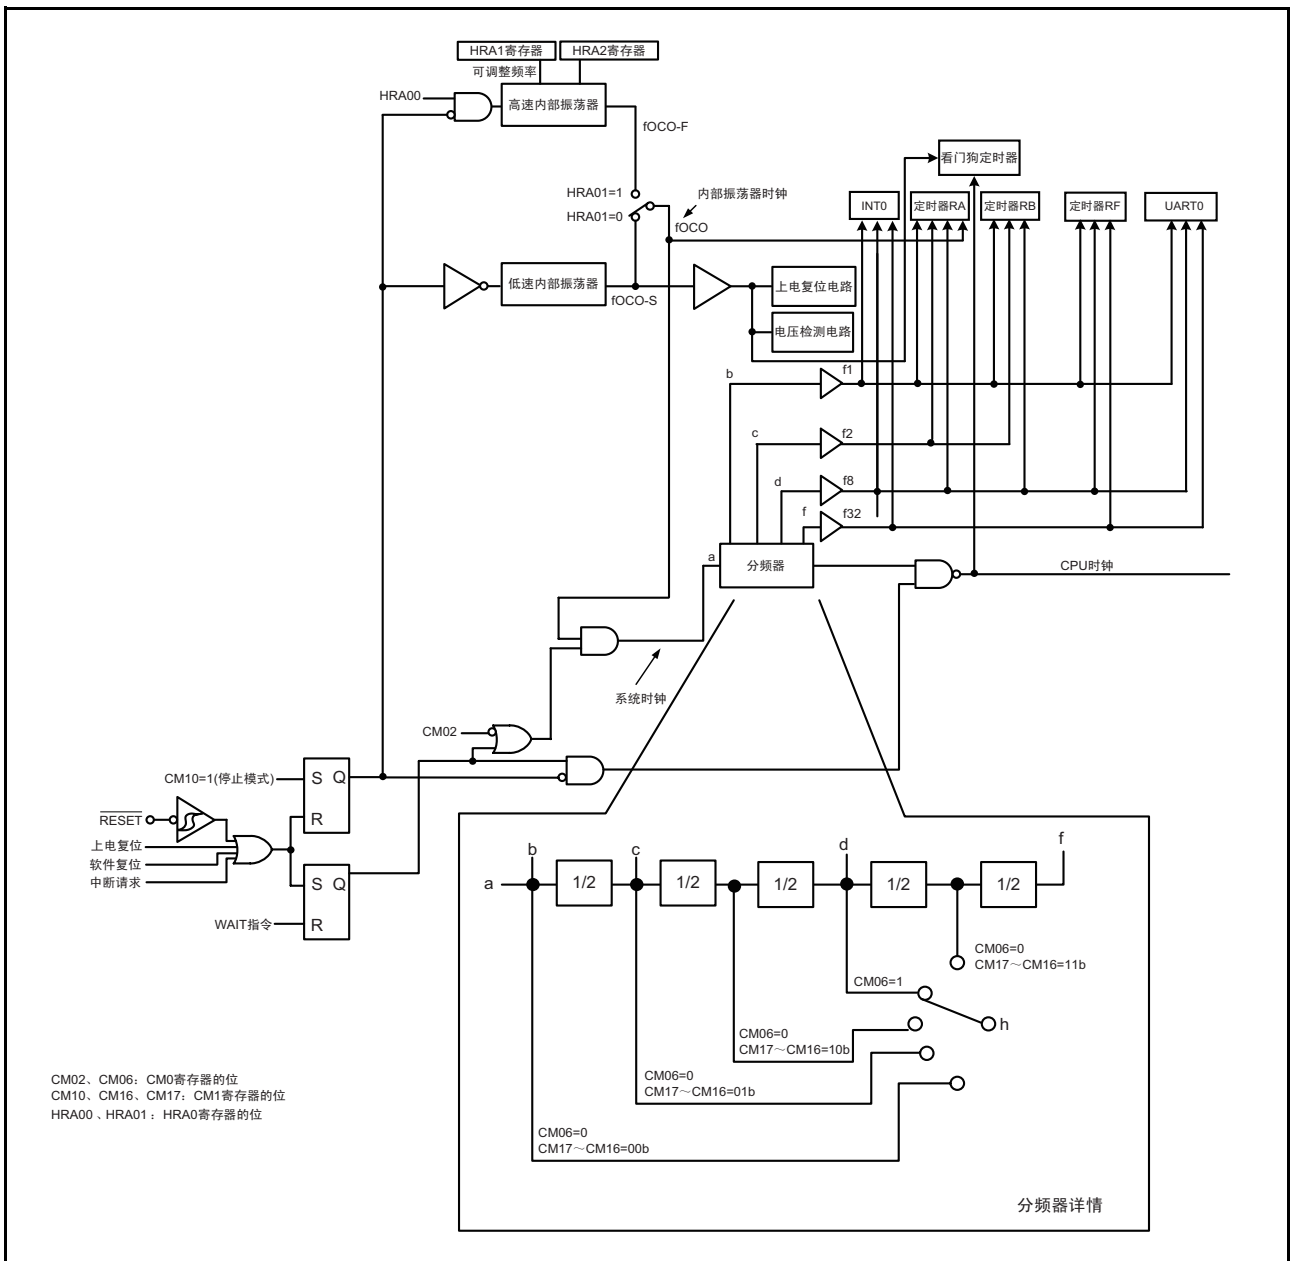 HRA1寄存器
HRA2寄存器
可调整频率
HRA00
高速内部振荡器
fOCO-F
看门狗定时器
HRA01=1
内部振荡器时钟
HRA01=0
fOCO
INT0
定时器RA
定时器RB
定时器RF
UART0
低速内部振荡器
fOCO-S
上电复位电路
电压检测电路
b
f1
c
f2
d
f8
f
f32
a
分频器
CPU时钟
系统时钟
CM02
CM10=1(停止模式)
S Q
R
RESET
上电复位
软件复位
中断请求
S Q
R
WAIT指令
b
c
d
f
a
1/2
1/2
1/2
1/2
1/2
CM06=0
CM17～CM16=11b
CM06=1
h
CM06=0
CM17～CM16=10b
CM06=0
CM17～CM16=01b
CM06=0
CM17～CM16=00b
CM02、CM06：CM0寄存器的位
CM10、CM16、CM17：CM1寄存器的位
HRA00 、HRA01 ：HRA0寄存器的位
分频器详情